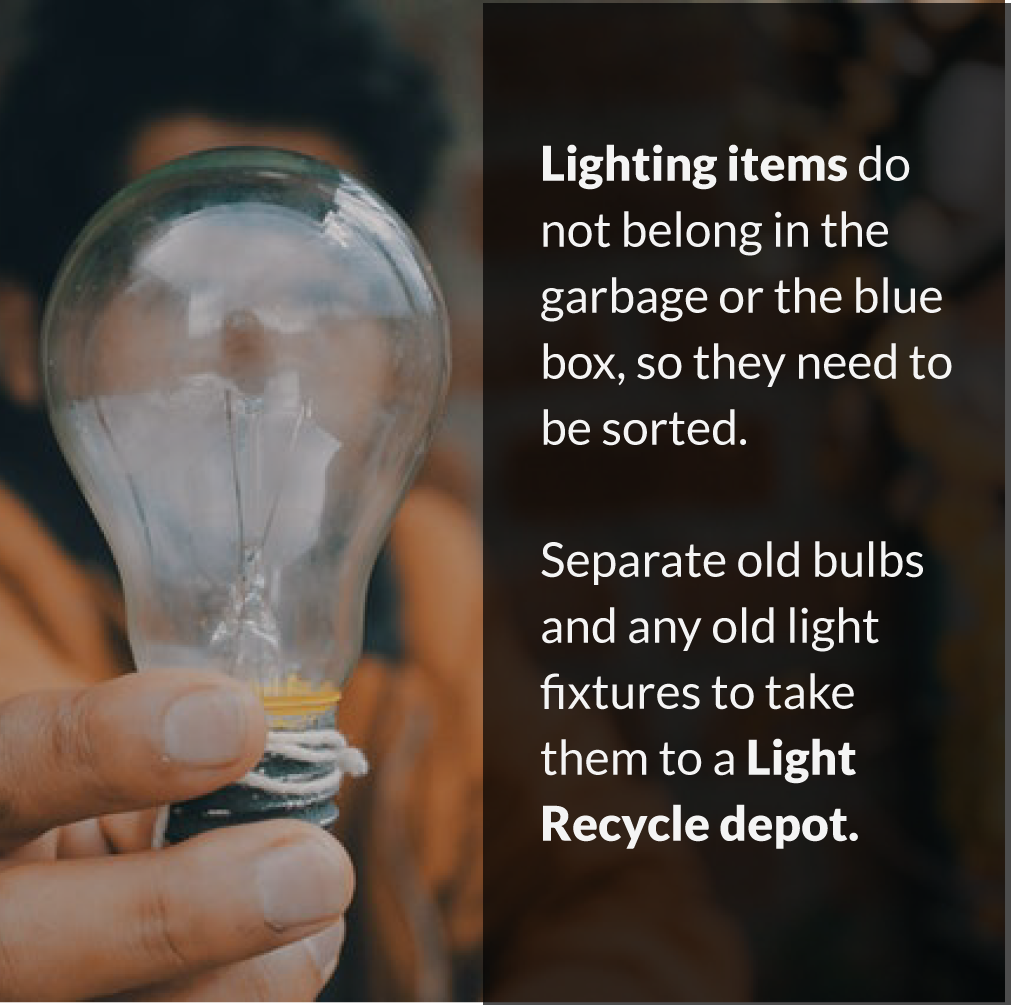 Lighting items do
not belong in the
garbage or the blue
box, so they need to
be sorted.
Separate old bulbs
and any old light
fixtures to take
them to a Light
Recycle depot.